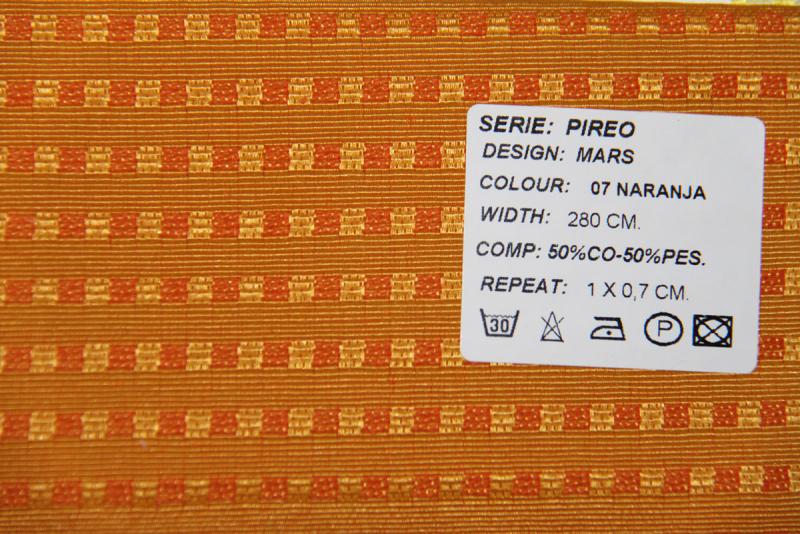 SERIE: PIREO
DESIGN: MARS
COLOUR: 07 NARANJA
WIDTH: 280 CM.
COMP: 50%CO-50%PES.
REPEAT: 1 X 0,7 CM.
30 P